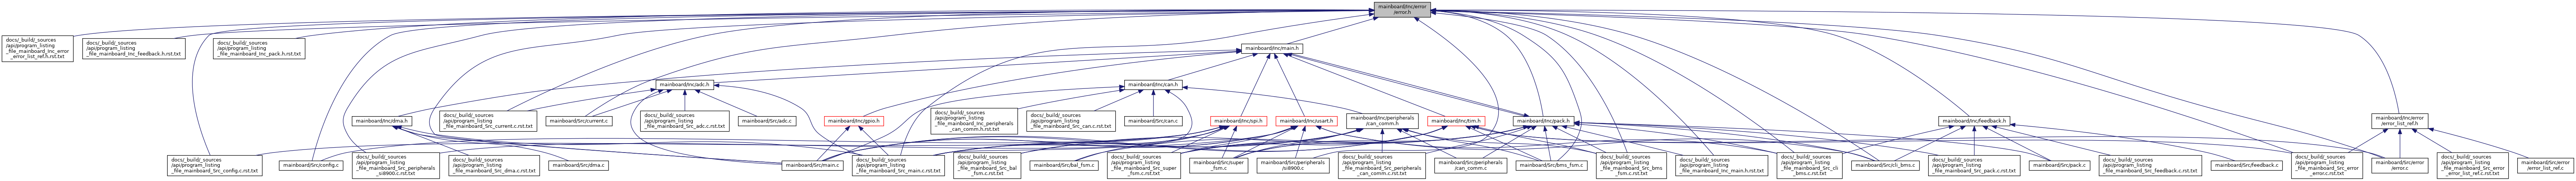 mainboard/Inc/error
/error.h
docs/_build/_sources
/api/program_listing
_file_mainboard_Inc_error
_error_list_ref.h.rst.txt
docs/_build/_sources
/api/program_listing
_file_mainboard_Inc_feedback.h.rst.txt
docs/_build/_sources
/api/program_listing
_file_mainboard_Inc_pack.h.rst.txt
mainboard/Inc/main.h
mainboard/Inc/adc.h
mainboard/Inc/can.h
mainboard/Inc/dma.h
docs/_build/_sources
/api/program_listing
_file_mainboard_Src_current.c.rst.txt
mainboard/Src/current.c
docs/_build/_sources
/api/program_listing
_file_mainboard_Src_adc.c.rst.txt
mainboard/Src/adc.c
mainboard/Inc/gpio.h
docs/_build/_sources
/api/program_listing
_file_mainboard_Inc_peripherals
_can_comm.h.rst.txt
docs/_build/_sources
/api/program_listing
_file_mainboard_Src_can.c.rst.txt
mainboard/Src/can.c
mainboard/Inc/spi.h
mainboard/Inc/usart.h
mainboard/Inc/peripherals
/can_comm.h
mainboard/Inc/tim.h
mainboard/Inc/pack.h
mainboard/Inc/feedback.h
mainboard/Inc/error
/error_list_ref.h
docs/_build/_sources
/api/program_listing
_file_mainboard_Src_config.c.rst.txt
mainboard/Src/config.c
docs/_build/_sources
/api/program_listing
_file_mainboard_Src_peripherals
_si8900.c.rst.txt
docs/_build/_sources
/api/program_listing
_file_mainboard_Src_dma.c.rst.txt
mainboard/Src/dma.c
mainboard/Src/main.c
docs/_build/_sources
/api/program_listing
_file_mainboard_Src_main.c.rst.txt
docs/_build/_sources
/api/program_listing
_file_mainboard_Src_bal
_fsm.c.rst.txt
mainboard/Src/bal_fsm.c
docs/_build/_sources
/api/program_listing
_file_mainboard_Src_super
_fsm.c.rst.txt
mainboard/Src/super
_fsm.c
mainboard/Src/peripherals
/si8900.c
docs/_build/_sources
/api/program_listing
_file_mainboard_Src_peripherals
_can_comm.c.rst.txt
mainboard/Src/peripherals
/can_comm.c
mainboard/Src/bms_fsm.c
docs/_build/_sources
/api/program_listing
_file_mainboard_Src_bms
_fsm.c.rst.txt
docs/_build/_sources
/api/program_listing
_file_mainboard_Inc_main.h.rst.txt
docs/_build/_sources
/api/program_listing
_file_mainboard_Src_cli
_bms.c.rst.txt
mainboard/Src/cli_bms.c
docs/_build/_sources
/api/program_listing
_file_mainboard_Src_pack.c.rst.txt
mainboard/Src/pack.c
docs/_build/_sources
/api/program_listing
_file_mainboard_Src_feedback.c.rst.txt
mainboard/Src/feedback.c
docs/_build/_sources
/api/program_listing
_file_mainboard_Src_error
_error.c.rst.txt
mainboard/Src/error
/error.c
docs/_build/_sources
/api/program_listing
_file_mainboard_Src_error
_error_list_ref.c.rst.txt
mainboard/Src/error
/error_list_ref.c